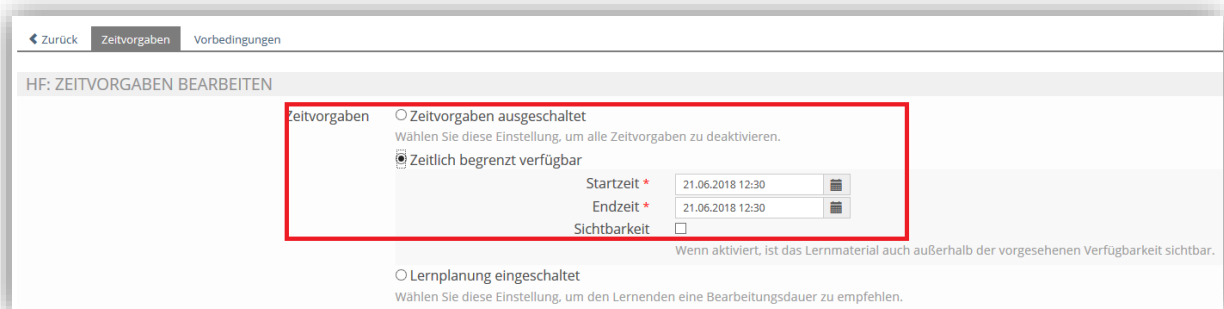 Zurück Zeitvorgaben Vorbedingungen
HF: ZEITVORGABEN BEARBEITEN
Zeitvorgaben Zeitvorgaben ausgeschaltet
Wählen Sie diese Einstellung, um alle Zeitvorgaben zu deaktivieren.
Zeitlich begrenzt verfügbar
Startzeit * 21.06.2018 12:30
Endzeit * 21.06.2018 12:30
Sichtbarkeit
Wenn aktiviert, ist das Lernmaterial auch außerhalb der vorgesehenen Verfügbarkeit sichtbar.
Lernplanung eingeschaltet
Wählen Sie diese Einstellung, um den Lernenden eine Bearbeitungsdauer zu empfehlen.